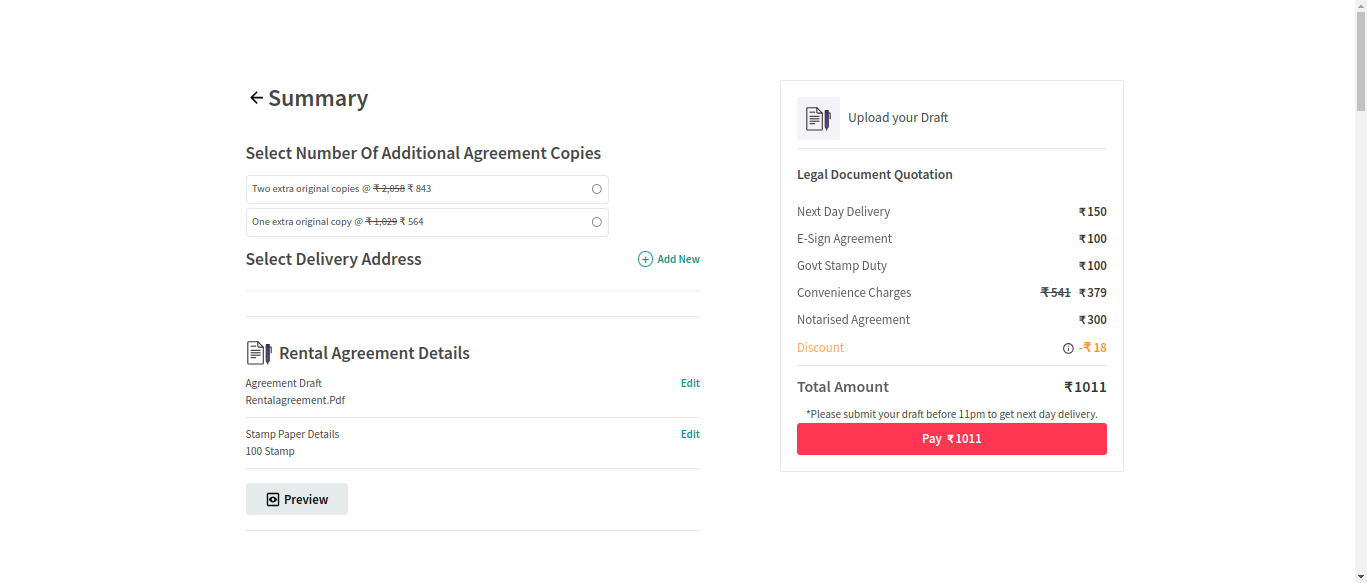 Summary
Select Number Of Additional Agreement Copies
Two extra original copies @ ₹ 2,058 ₹ 843
One extra original copy @ ₹ 1,029 ₹ 564
Select Delivery Address
Add New
Rental Agreement Details
Agreement Draft
Edit
Rentalagreement.Pdf
Stamp Paper Details
Edit
100 Stamp
Preview
Upload your Draft
Legal Document Quotation
Next Day Delivery ₹150
E-Sign Agreement ₹100
Govt Stamp Duty ₹100
Convenience Charges ₹541 ₹379
Notarised Agreement ₹300
Discount -₹ 18
Total Amount ₹1011
*Please submit your draft before 11pm to get next day delivery.
Pay ₹1011